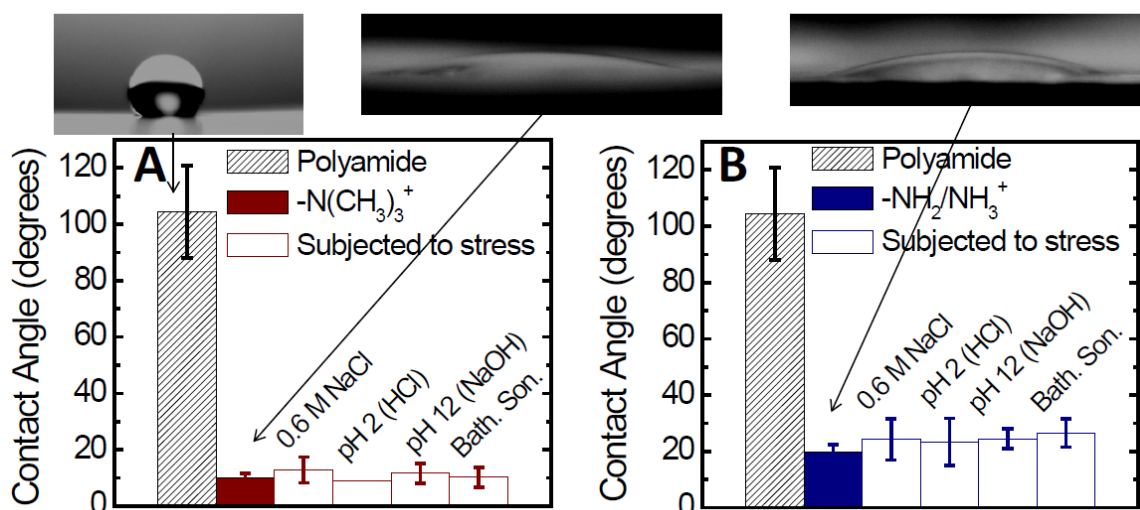 A
Contact Angle (degrees)
120
100
80
60
40
20
0
Polyamide
-N(CH₃)₃⁺
Subjected to stress
0.6 M NaCl
pH 2 (HCl)
pH 12 (NaOH)
Bath. Son.
B
Contact Angle (degrees)
120
100
80
60
40
20
0
Polyamide
-NH₂/NH₃⁺
Subjected to stress
0.6 M NaCl
pH 2 (HCl)
pH 12 (NaOH)
Bath. Son.